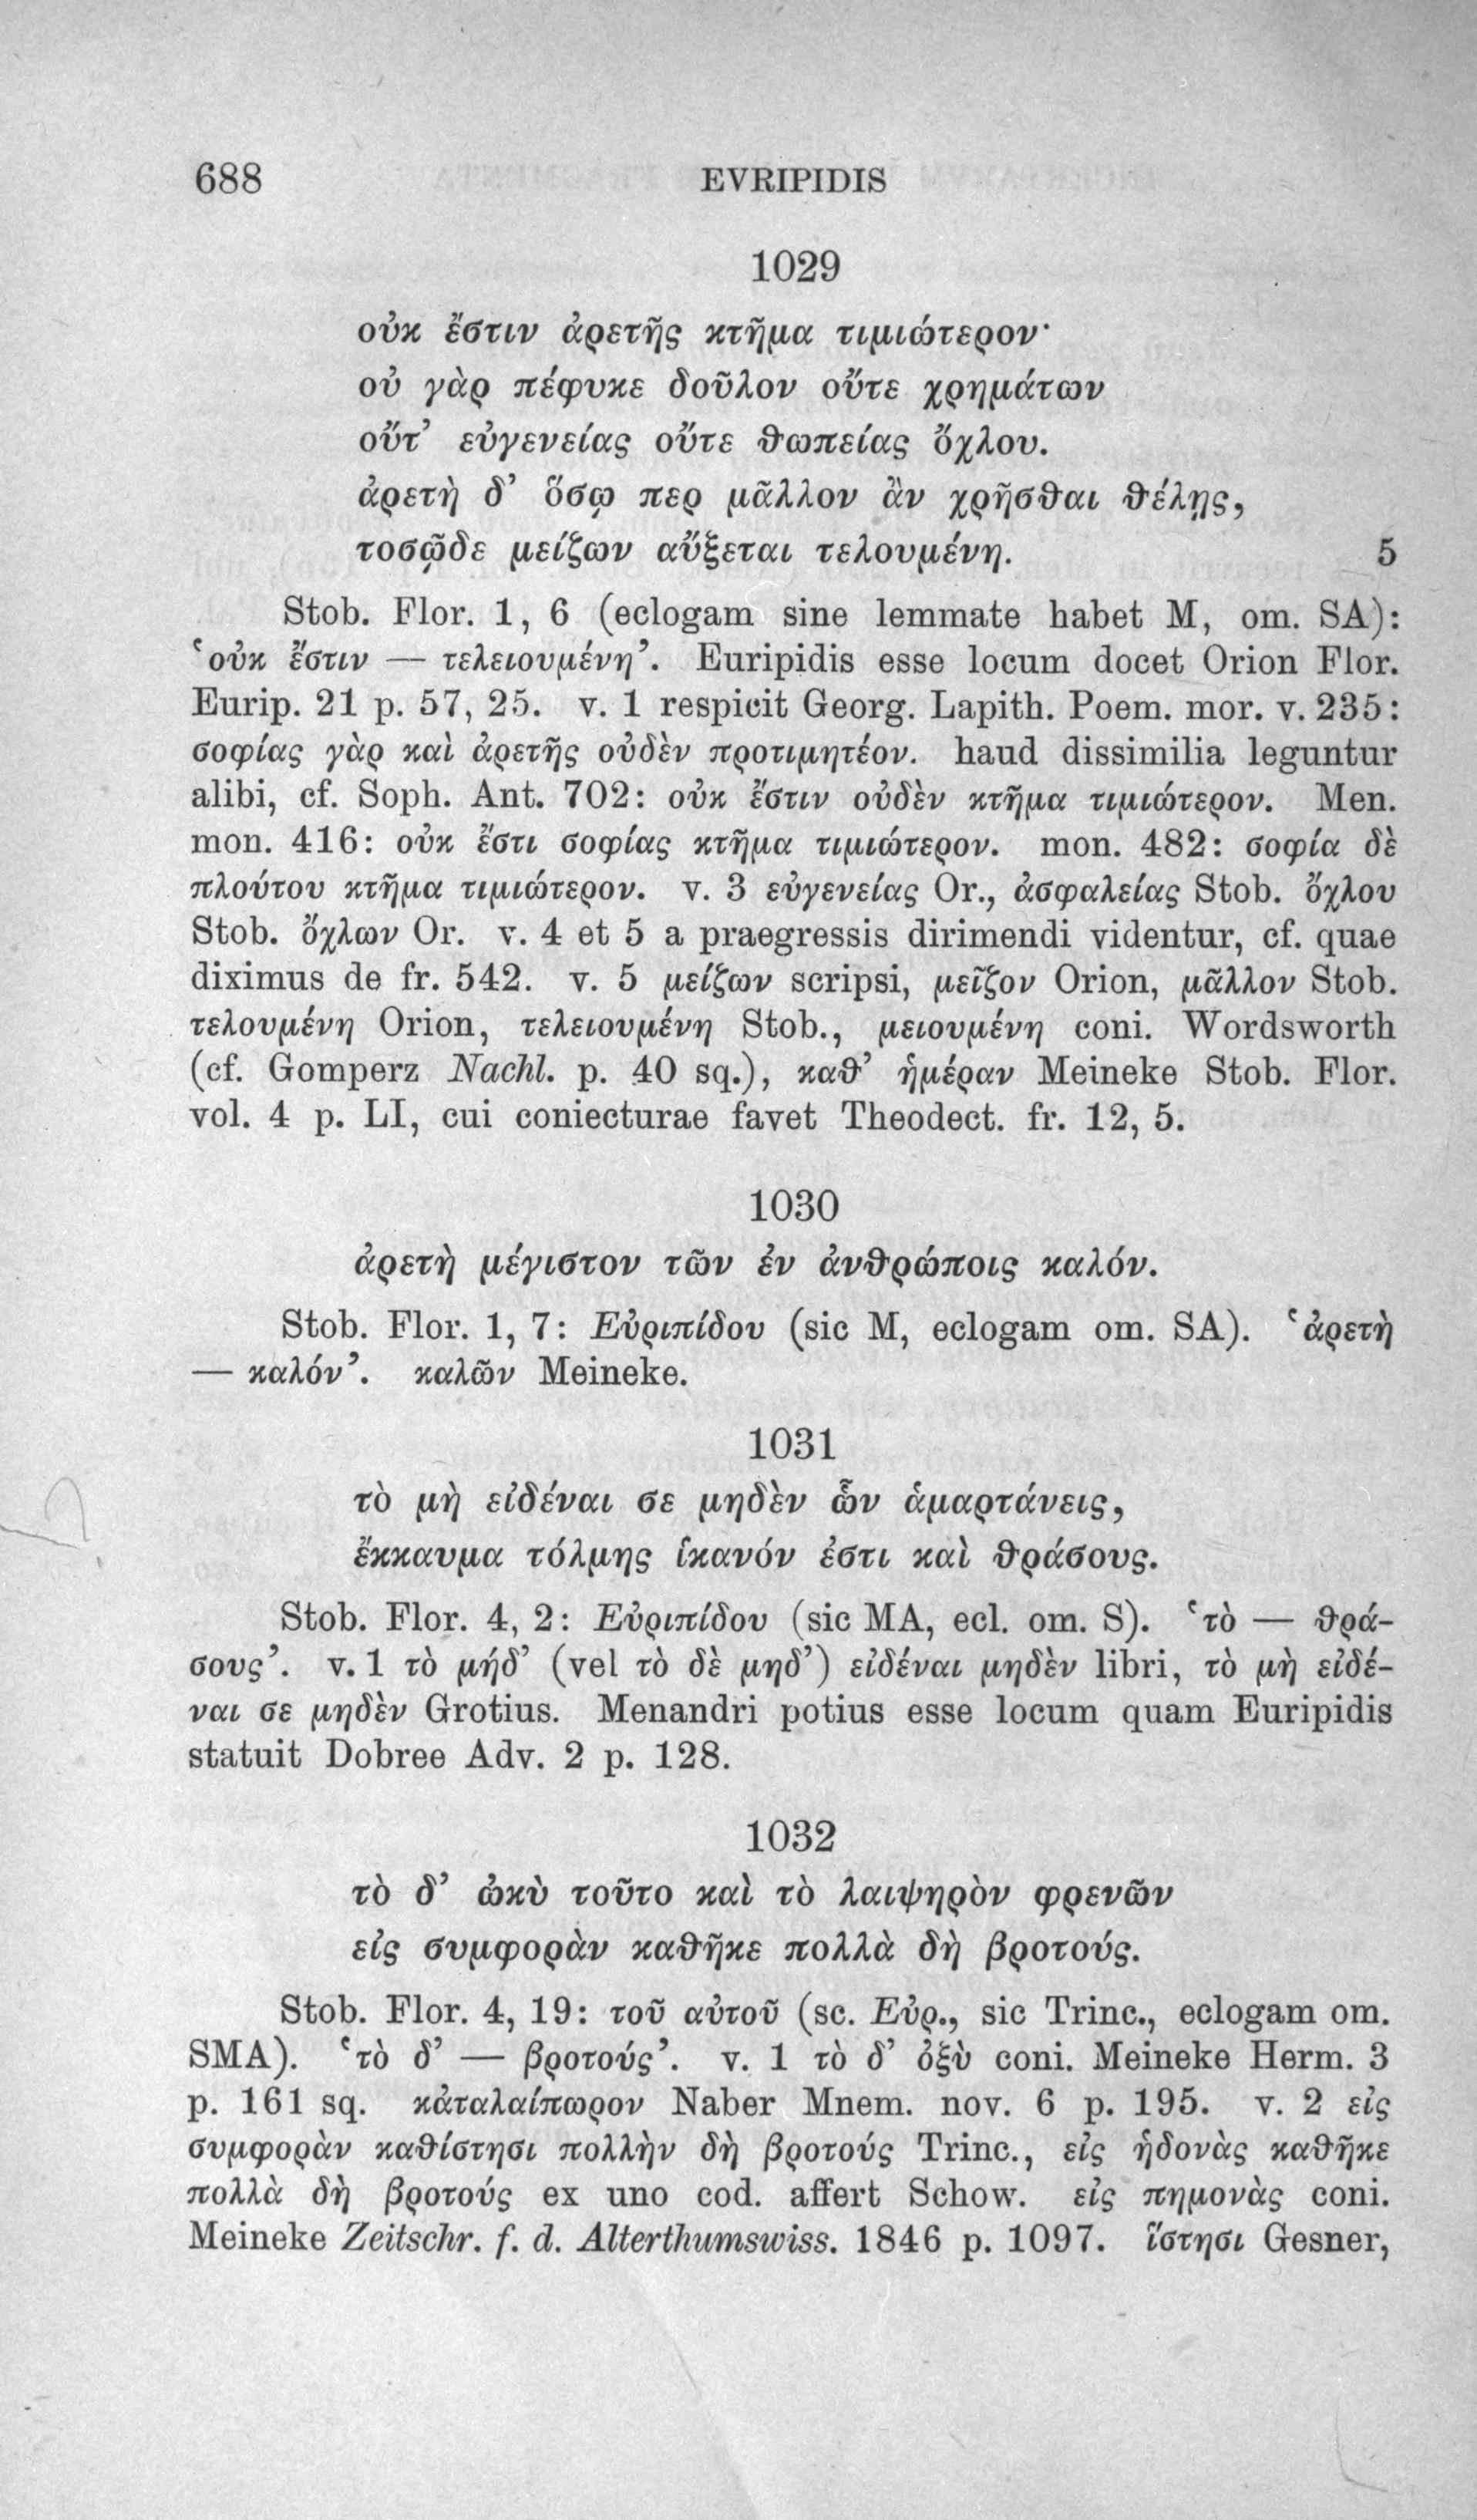 688 EVRIPIDIS
1029
οὐκ ἔστιν ἀρετῆς κτῆμα τιμιώτερον·
οὐ γὰρ πέφυκε δοῦλον οὔτε χρημάτων
οὔτ’ εὐγενείας οὔτε θωπείας ὄχλου.
ἀρετὴ δ’ ὅσῳ περ μᾶλλον ἂν χρῆσθαι θέλῃς,
τοσῷδε μείζων αὔξεται τελουμένη. 5
Stob. Flor. 1, 6 (eclogam sine lemmate habet M, om. SA):
‘οὐκ ἔστιν — τελειουμένη’. Euripidis esse locum docet Orion Flor.
Eurip. 21 p. 57, 25. v. 1 respicit Georg. Lapith. Poem. mor. v. 235:
σοφίας γὰρ καὶ ἀρετῆς οὐδὲν προτιμητέον. haud dissimilia leguntur
alibi, cf. Soph. Ant. 702: οὐκ ἔστιν οὐδὲν κτῆμα τιμιώτερον. Men.
mon. 416: οὐκ ἔστι σοφίας κτῆμα τιμιώτερον. mon. 482: σοφία δὲ
πλούτου κτῆμα τιμιώτερον. v. 3 εὐγενείας Or., ἀσφαλείας Stob. ὄχλου
Stob. ὄχλων Or. v. 4 et 5 a praegressis dirimendi videntur, cf. quae
diximus de fr. 542. v. 5 μείζων scripsi, μεῖζον Orion, μᾶλλον Stob.
τελουμένη Orion, τελειουμένη Stob., μειουμένη coni. Wordsworth
(cf. Gomperz Nachl. p. 40 sq.), καθ’ ἡμέραν Meineke Stob. Flor.
vol. 4 p. LI, cui coniecturae favet Theodect. fr. 12, 5.
1030
ἀρετὴ μέγιστον τῶν ἐν ἀνθρώποις καλόν.
Stob. Flor. 1, 7: Εὐριπίδου (sic M, eclogam om. SA). ‘ἀρετὴ
— καλόν’. καλῶν Meineke.
1031
τὸ μὴ εἰδέναι σε μηδὲν ὧν ἁμαρτάνεις,
ἔκκαυμα τόλμης ἱκανόν ἐστι καὶ θράσους.
Stob. Flor. 4, 2: Εὐριπίδου (sic MA, ecl. om. S). ‘τὸ — θρά-
σους’. v. 1 τὸ μήδ’ (vel τὸ δὲ μηδ’) εἰδέναι μηδὲν libri, τὸ μὴ εἰδέ-
ναι σε μηδὲν Grotius. Menandri potius esse locum quam Euripidis
statuit Dobree Adv. 2 p. 128.
1032
τὸ δ’ ὠκὺ τοῦτο καὶ τὸ λαιψηρὸν φρενῶν
εἰς συμφορὰν καθῆκε πολλὰ δὴ βροτούς.
Stob. Flor. 4, 19: τοῦ αὐτοῦ (sc. Εὐρ., sic Trinc., eclogam om.
SMA). ‘τὸ δ’ — βροτούς’. v. 1 τὸ δ’ ὀξὺ coni. Meineke Herm. 3
p. 161 sq. κἀταλαίπωρον Naber Mnem. nov. 6 p. 195. v. 2 εἰς
συμφορὰν καθίστησι πολλὴν δὴ βροτούς Trinc., εἰς ἡδονὰς καθῆκε
πολλὰ δὴ βροτούς ex uno cod. affert Schow. εἰς πημονὰς coni.
Meineke Zeitschr. f. d. Alterthumswiss. 1846 p. 1097. ἵστησι Gesner,